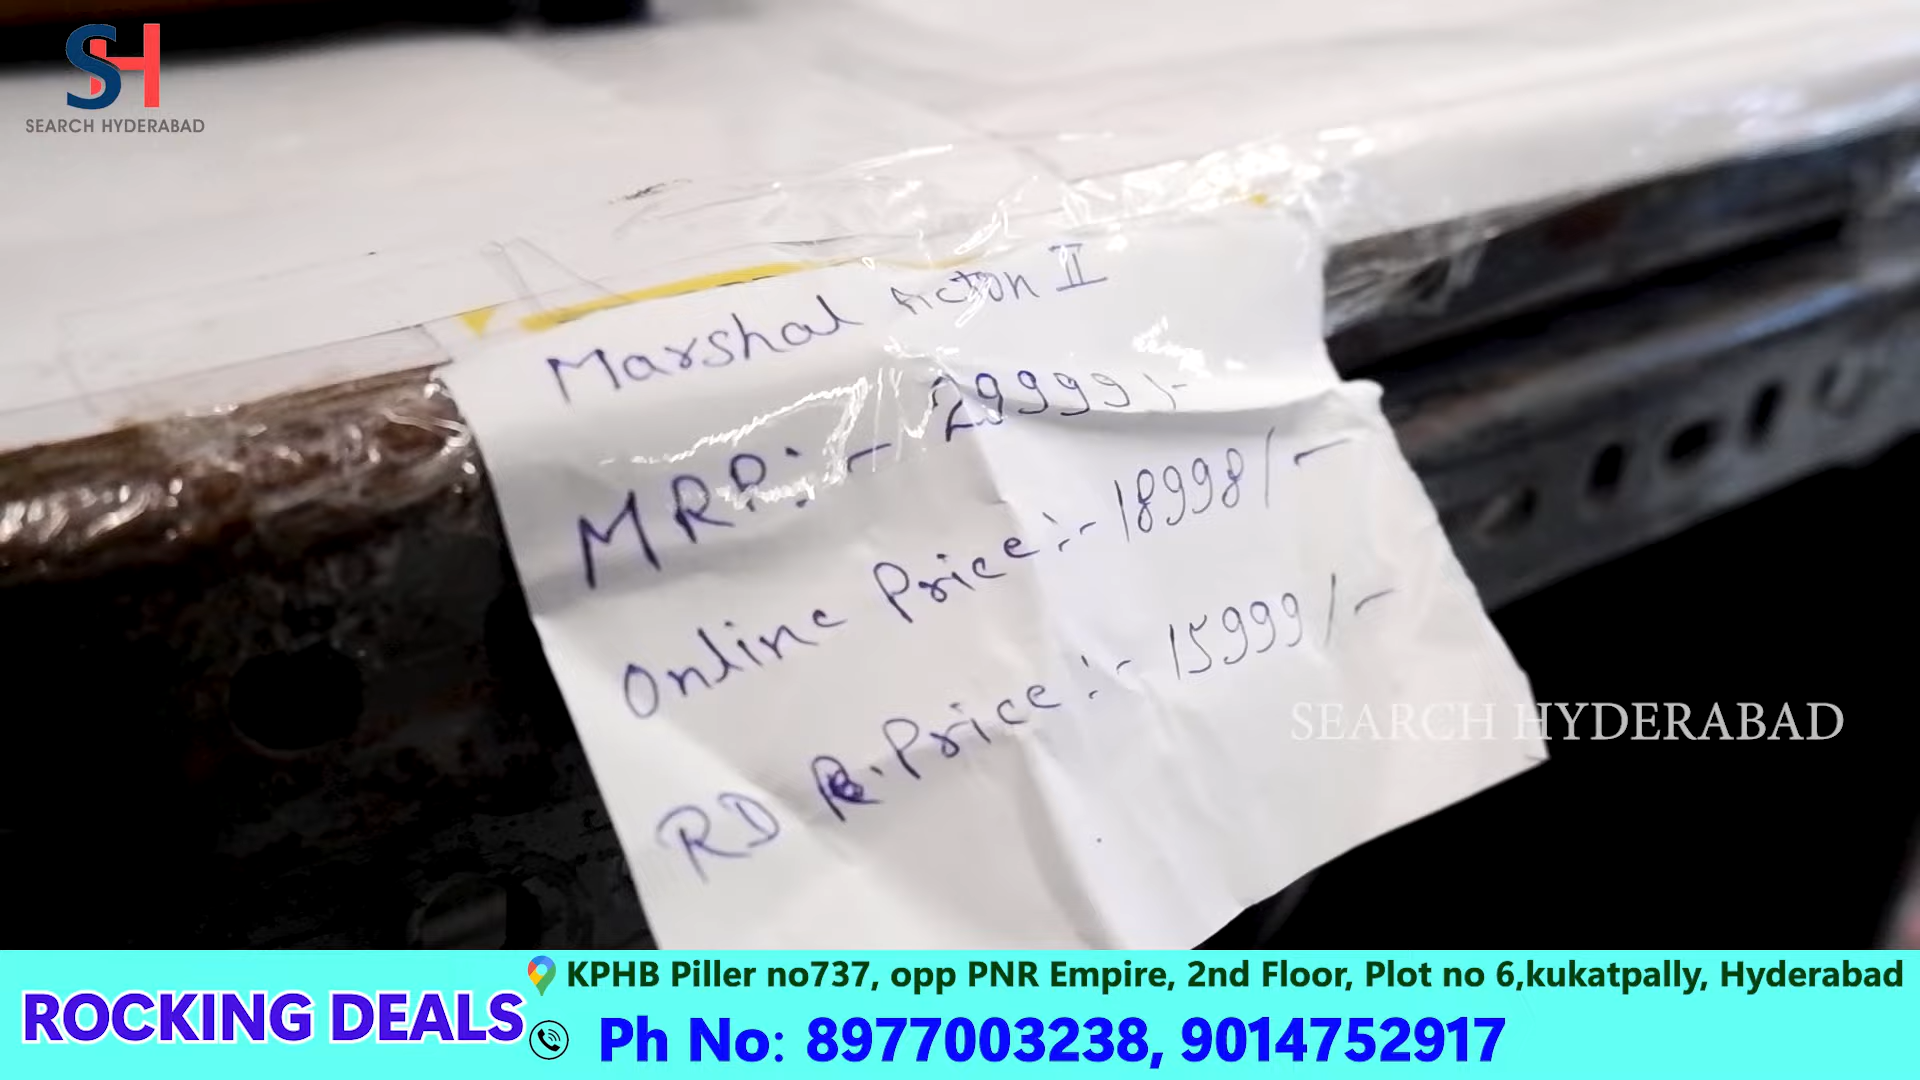 SH
SEARCH HYDERABAD
Marshal Acton II
MRP:- 29999/-
Online Price:- 18998/-
RD R.Price:- 15999/-
SEARCH HYDERABAD
ROCKING DEALS
KPHB Piller no737, opp PNR Empire, 2nd Floor, Plot no 6,kukatpally, Hyderabad
Ph No: 8977003238, 9014752917